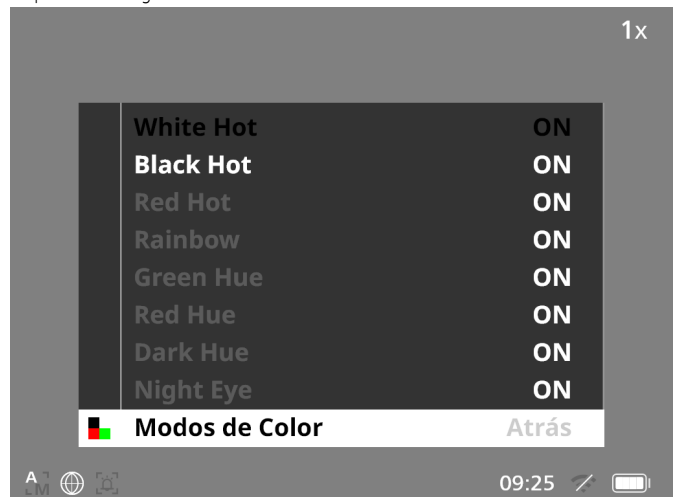 1x
White Hot ON
Black Hot ON
Red Hot ON
Rainbow ON
Green Hue ON
Red Hue ON
Dark Hue ON
Night Eye ON
Modos de Color Atrás
A M 09:25